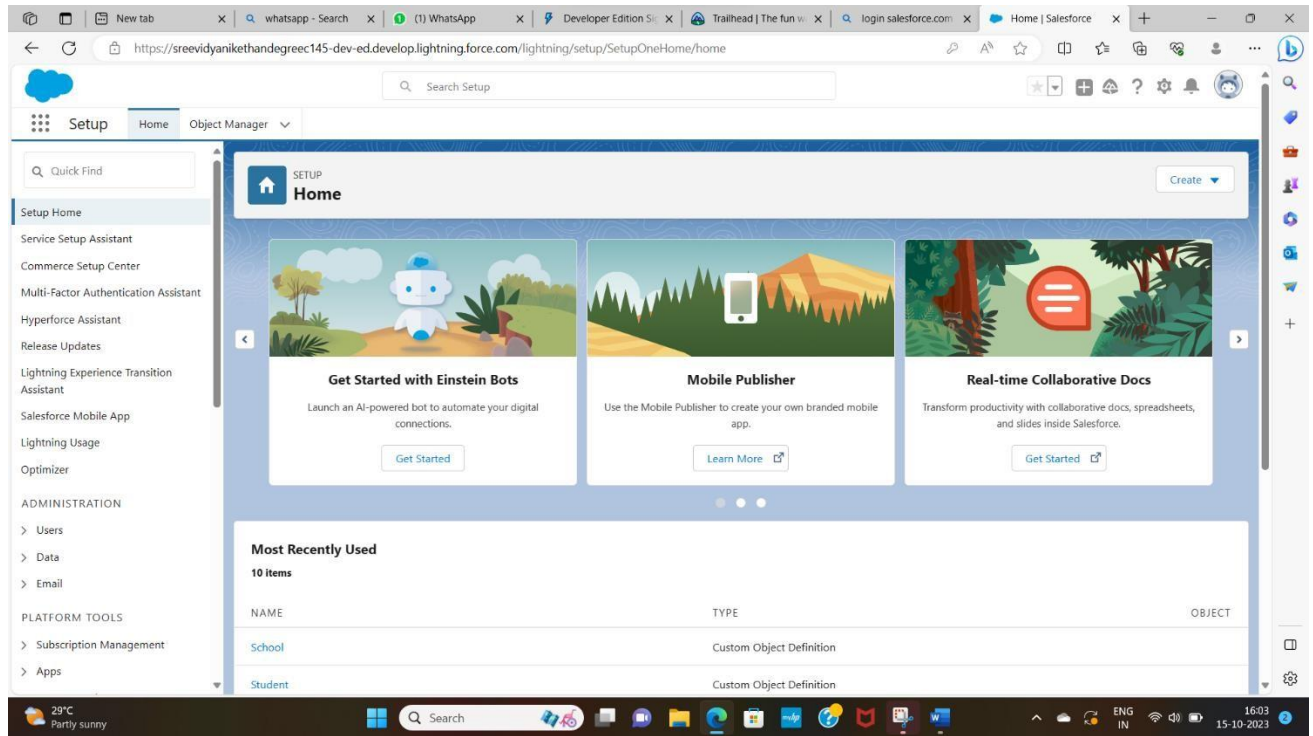 New tab
whatsapp - Search
(1) WhatsApp
Developer Edition Sig
Trailhead | The fun w
login salesforce.com
Home | Salesforce
https://sreevidyanikethandegreec145-dev-ed.develop.lightning.force.com/lightning/setup/SetupOneHome/home
Search Setup
Setup Home Object Manager
Quick Find
Setup Home
Service Setup Assistant
Commerce Setup Center
Multi-Factor Authentication Assistant
Hyperforce Assistant
Release Updates
Lightning Experience Transition
Assistant
Salesforce Mobile App
Lightning Usage
Optimizer
ADMINISTRATION
> Users
> Data
> Email
PLATFORM TOOLS
> Subscription Management
> Apps
SETUP
Home
Create
Get Started with Einstein Bots
Launch an AI-powered bot to automate your digital
connections.
Get Started
Mobile Publisher
Use the Mobile Publisher to create your own branded mobile
app.
Learn More
Real-time Collaborative Docs
Transform productivity with collaborative docs, spreadsheets,
and slides inside Salesforce.
Get Started
Most Recently Used
10 items
NAME TYPE OBJECT
School Custom Object Definition
Student Custom Object Definition
29°C
Partly sunny
Search
ENG
IN
16:03
15-10-2023
2